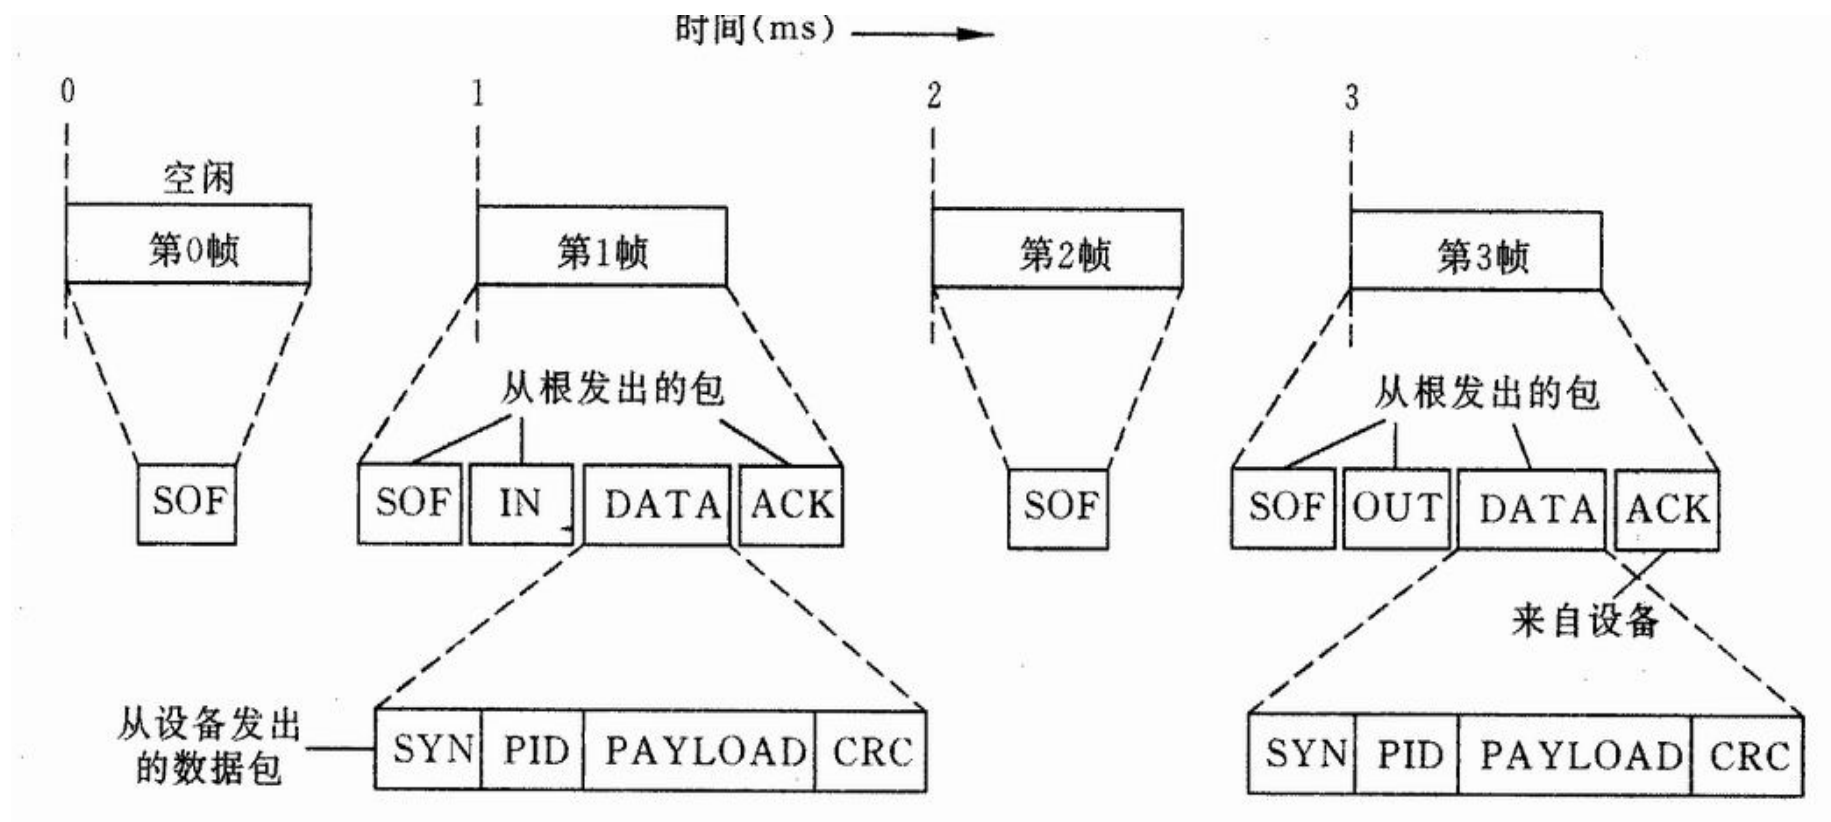 时间(ms)
0
1
2
3
空闲
第0帧
第1帧
第2帧
第3帧
从根发出的包
从根发出的包
SOF
SOF
IN
DATA
ACK
SOF
SOF
OUT
DATA
ACK
来自设备
从设备发出
的数据包
SYN
PID
PAYLOAD
CRC
SYN
PID
PAYLOAD
CRC